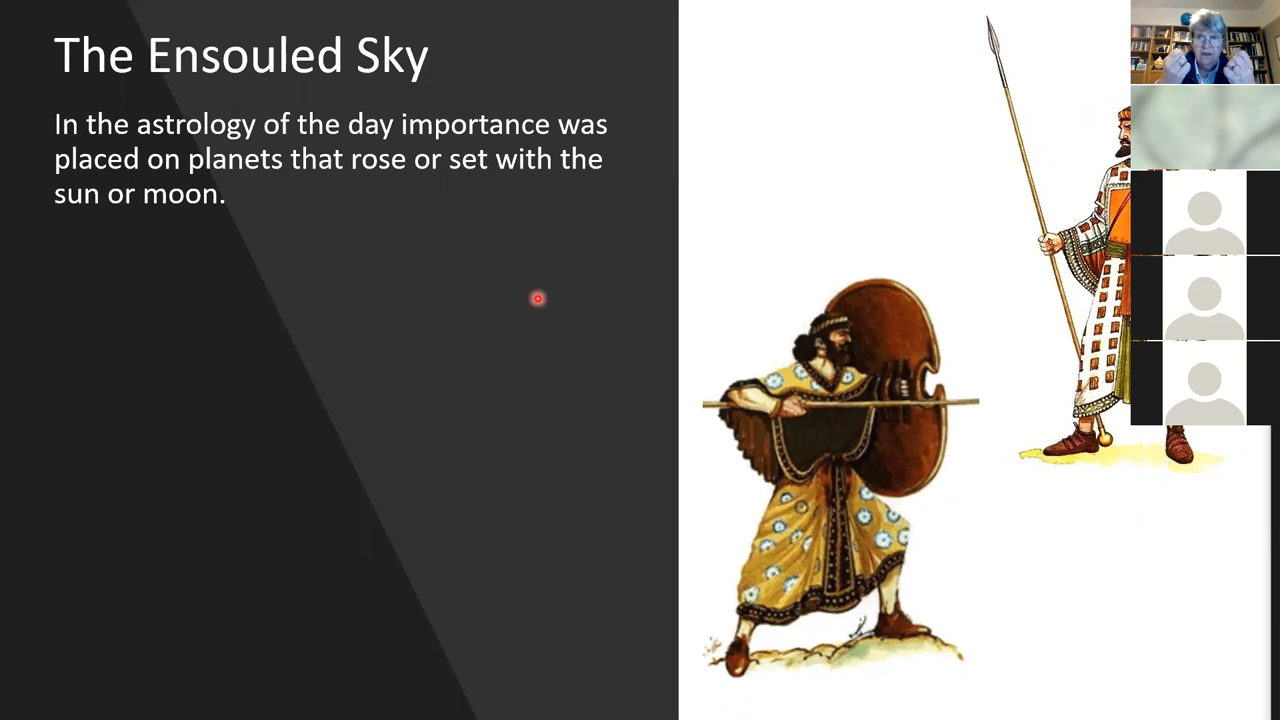 The Ensouled Sky
In the astrology of the day importance was
placed on planets that rose or set with the
sun or moon.